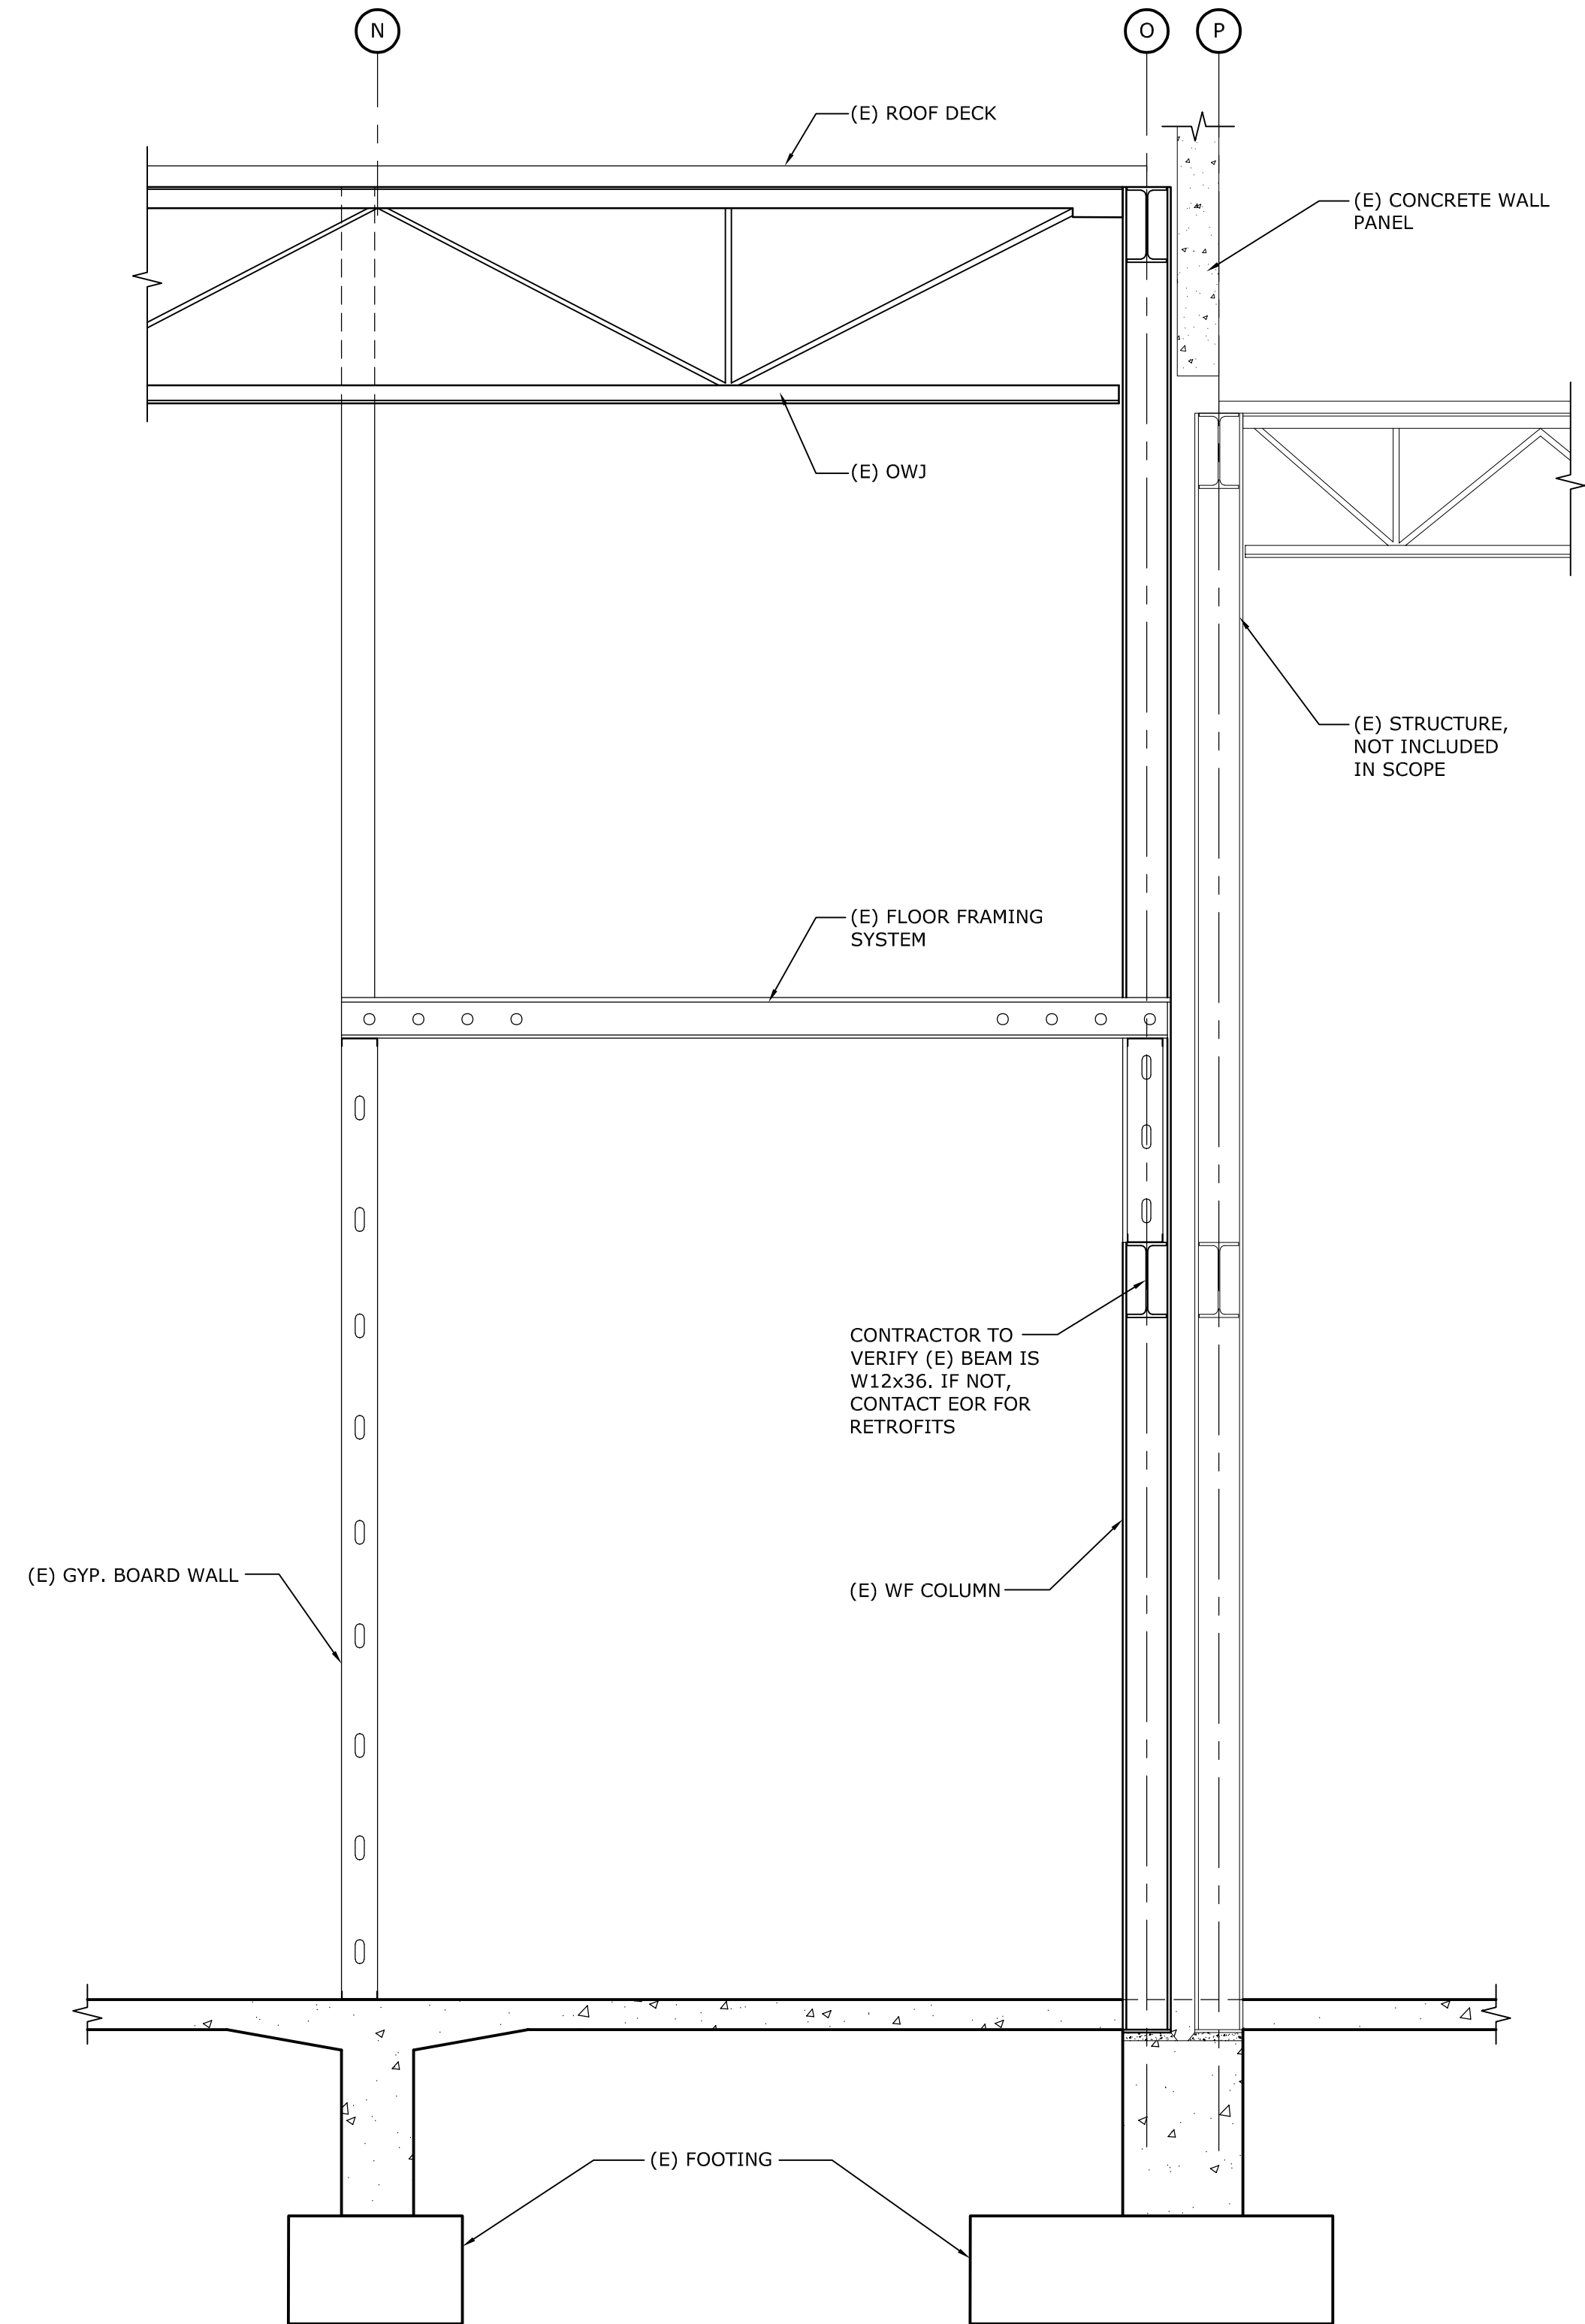 N
O
P
(E) ROOF DECK
(E) CONCRETE WALL
PANEL
(E) OWJ
(E) STRUCTURE,
NOT INCLUDED
IN SCOPE
(E) FLOOR FRAMING
SYSTEM
CONTRACTOR TO
VERIFY (E) BEAM IS
W12x36. IF NOT,
CONTACT EOR FOR
RETROFITS
(E) GYP. BOARD WALL
(E) WF COLUMN
(E) FOOTING